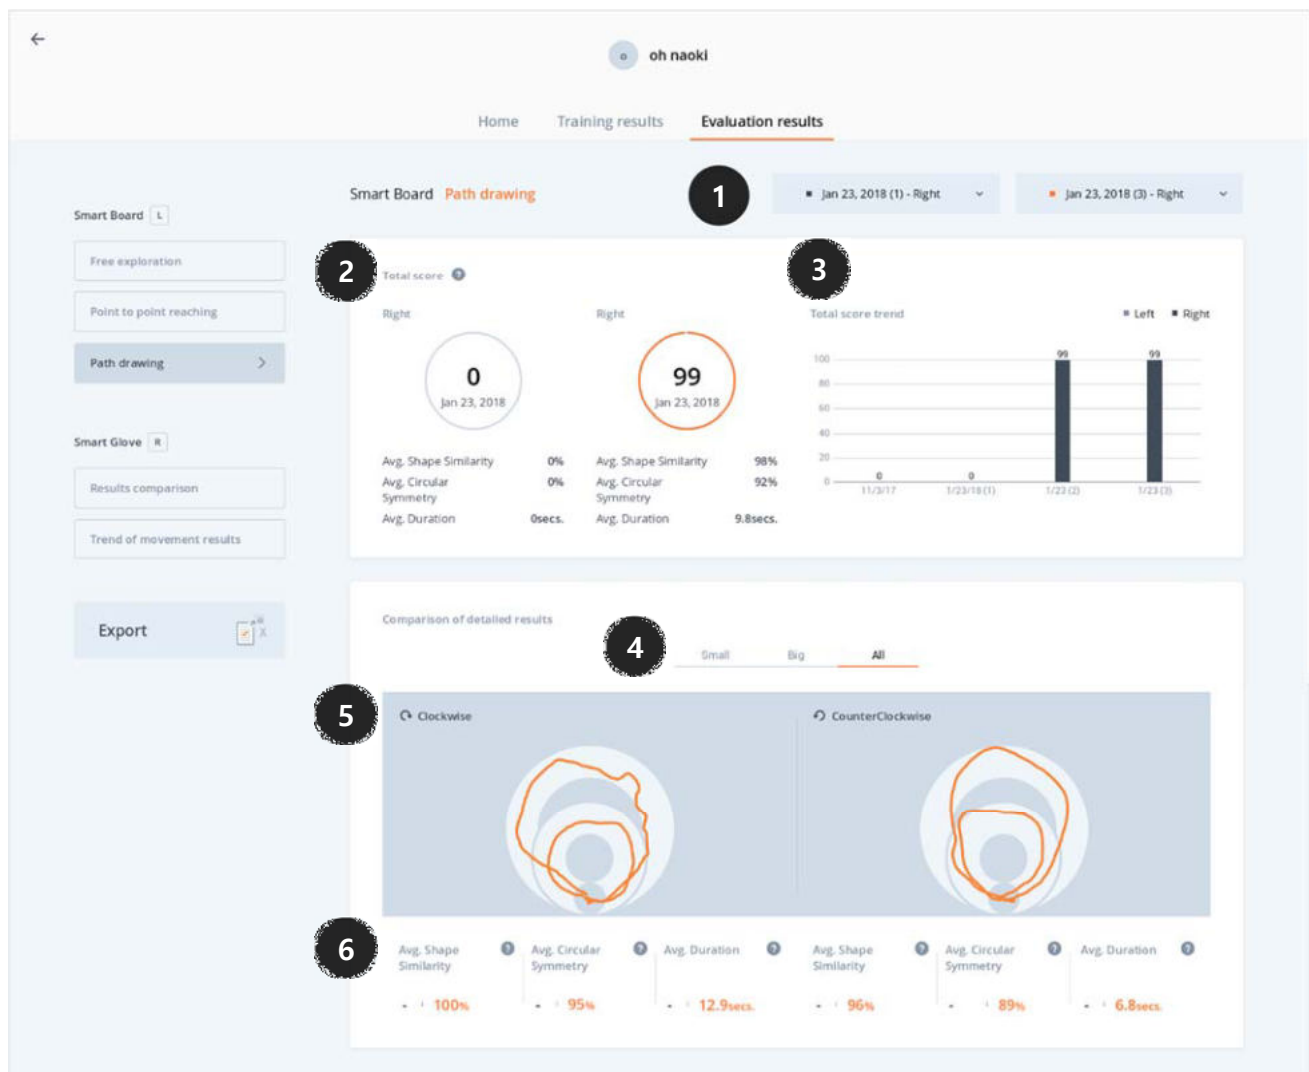 ←
o oh naoki
Home Training results Evaluation results
Smart Board L
Free exploration
Point to point reaching
Path drawing
Smart Glove R
Results comparison
Trend of movement results
Export
Smart Board Path drawing
1
Jan 23, 2018 (1) - Right
Jan 23, 2018 (3) - Right
2
Total score ?
Right
0
Jan 23, 2018
Avg. Shape Similarity 0%
Avg. Circular
Symmetry
0%
Avg. Duration 0secs.
Right
99
Jan 23, 2018
Avg. Shape Similarity 98%
Avg. Circular
Symmetry
92%
Avg. Duration 9.8secs.
3
Total score trend
Left Right
100
80
60
40
20
0
0 0 99 99
11/3/17 1/23/18 (1) 1/23 (2) 1/23 (3)
Comparison of detailed results
4
Small Big All
5
Clockwise
CounterClockwise
6
Avg. Shape
Similarity
?
- 100%
Avg. Circular
Symmetry
?
- 95%
Avg. Duration ?
- 12.9secs.
Avg. Shape
Similarity
?
- 96%
Avg. Circular
Symmetry
?
- 89%
Avg. Duration ?
- 6.8secs.